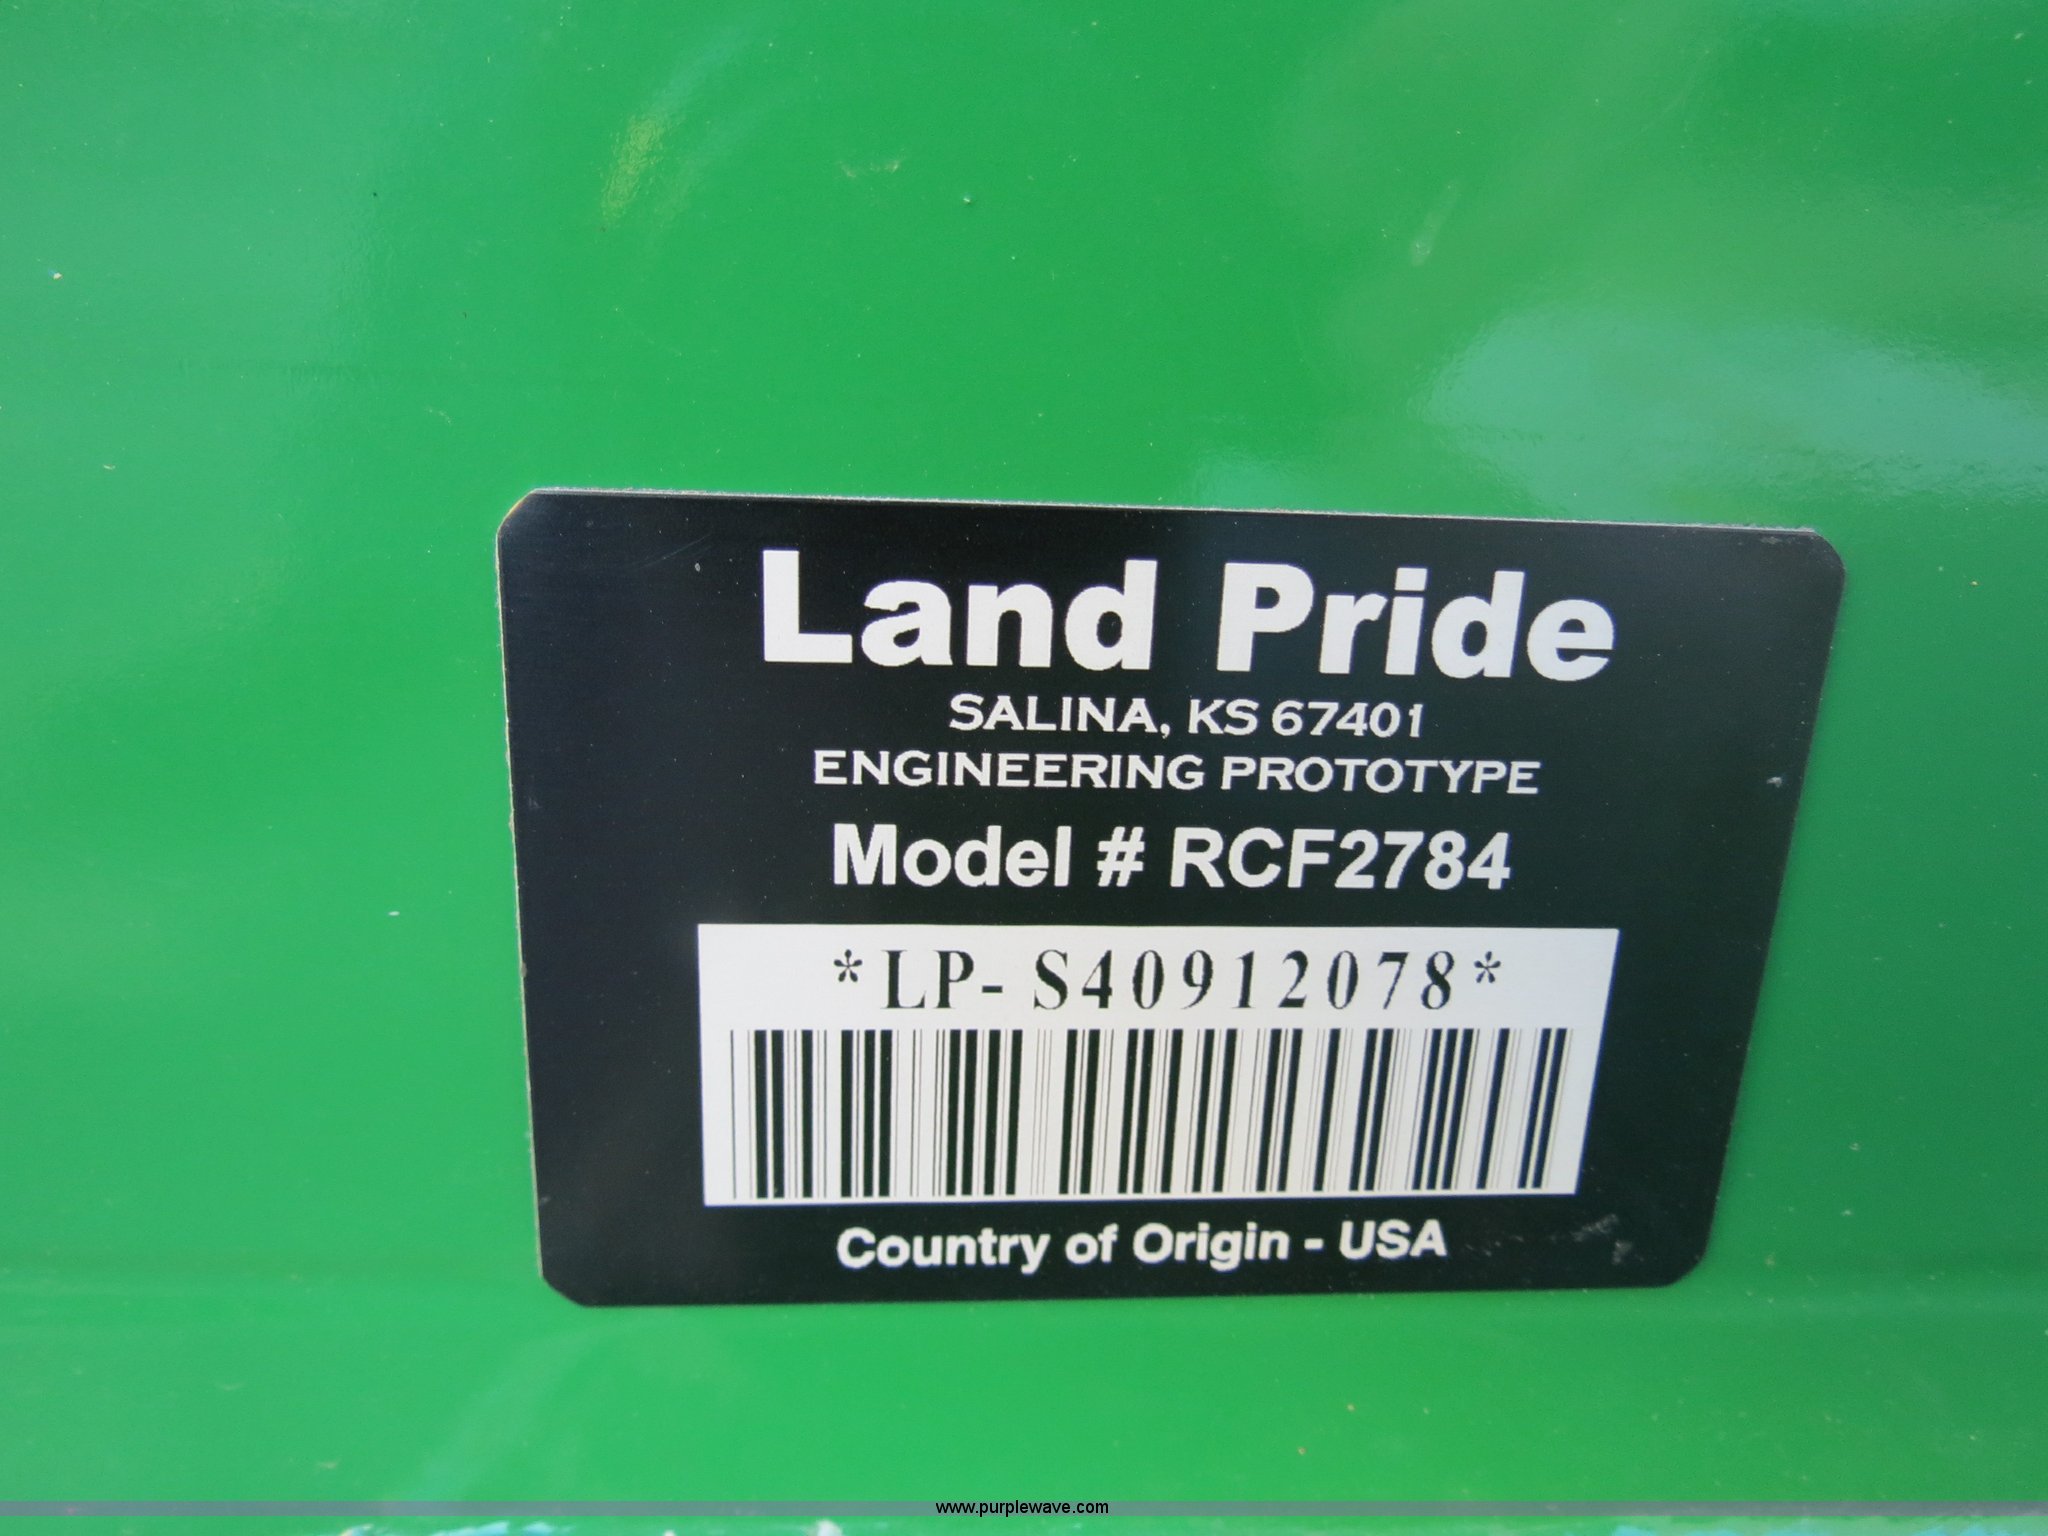 Land Pride
SALINA, KS 67401
ENGINEERING PROTOTYPE
Model # RCF2784
*LP- S40912078*
Country of Origin - USA
www.purplewave.com